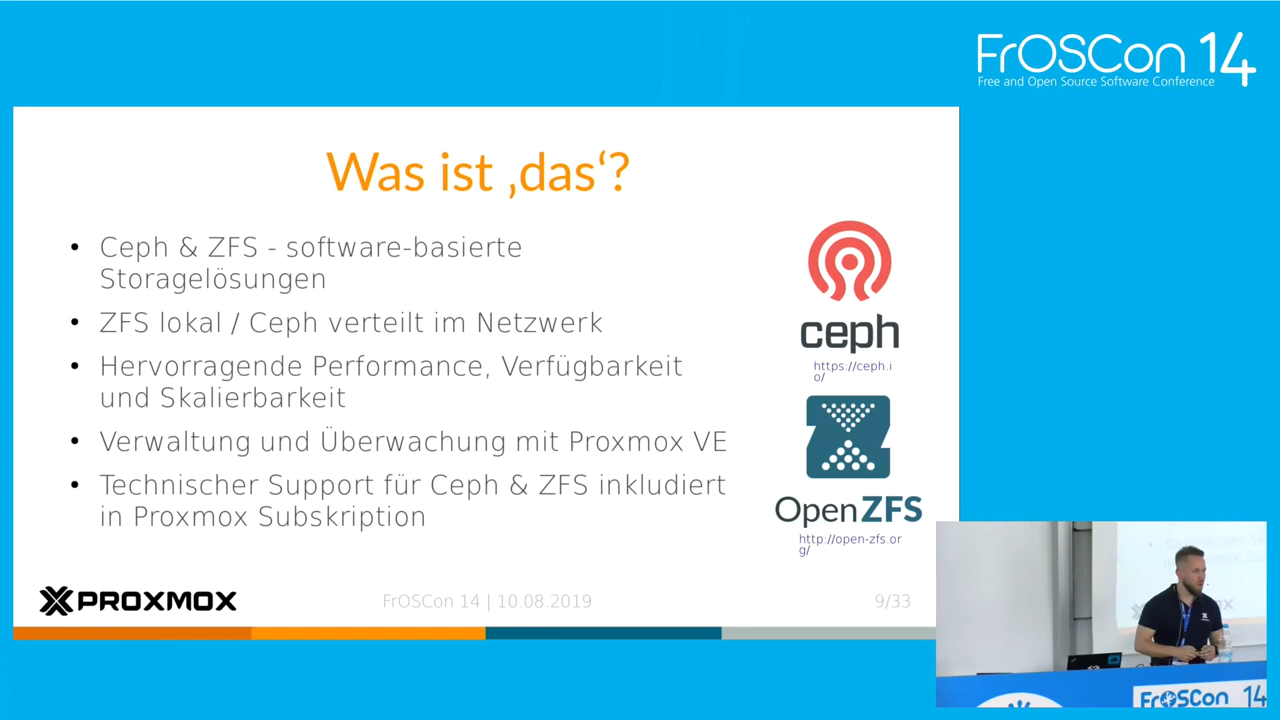 FrOSCon 14
Free and Open Source Software Conference
Was ist ‚das‘?
• Ceph & ZFS - software-basierte
Storagelösungen
• ZFS lokal / Ceph verteilt im Netzwerk
• Hervorragende Performance, Verfügbarkeit
und Skalierbarkeit
• Verwaltung und Überwachung mit Proxmox VE
• Technischer Support für Ceph & ZFS inkludiert
in Proxmox Subskription
ceph
https://ceph.i
o/
OpenZFS
http://open-zfs.or
g/
PROXMOX
FrOSCon 14 | 10.08.2019
9/33
FrOSCon 14